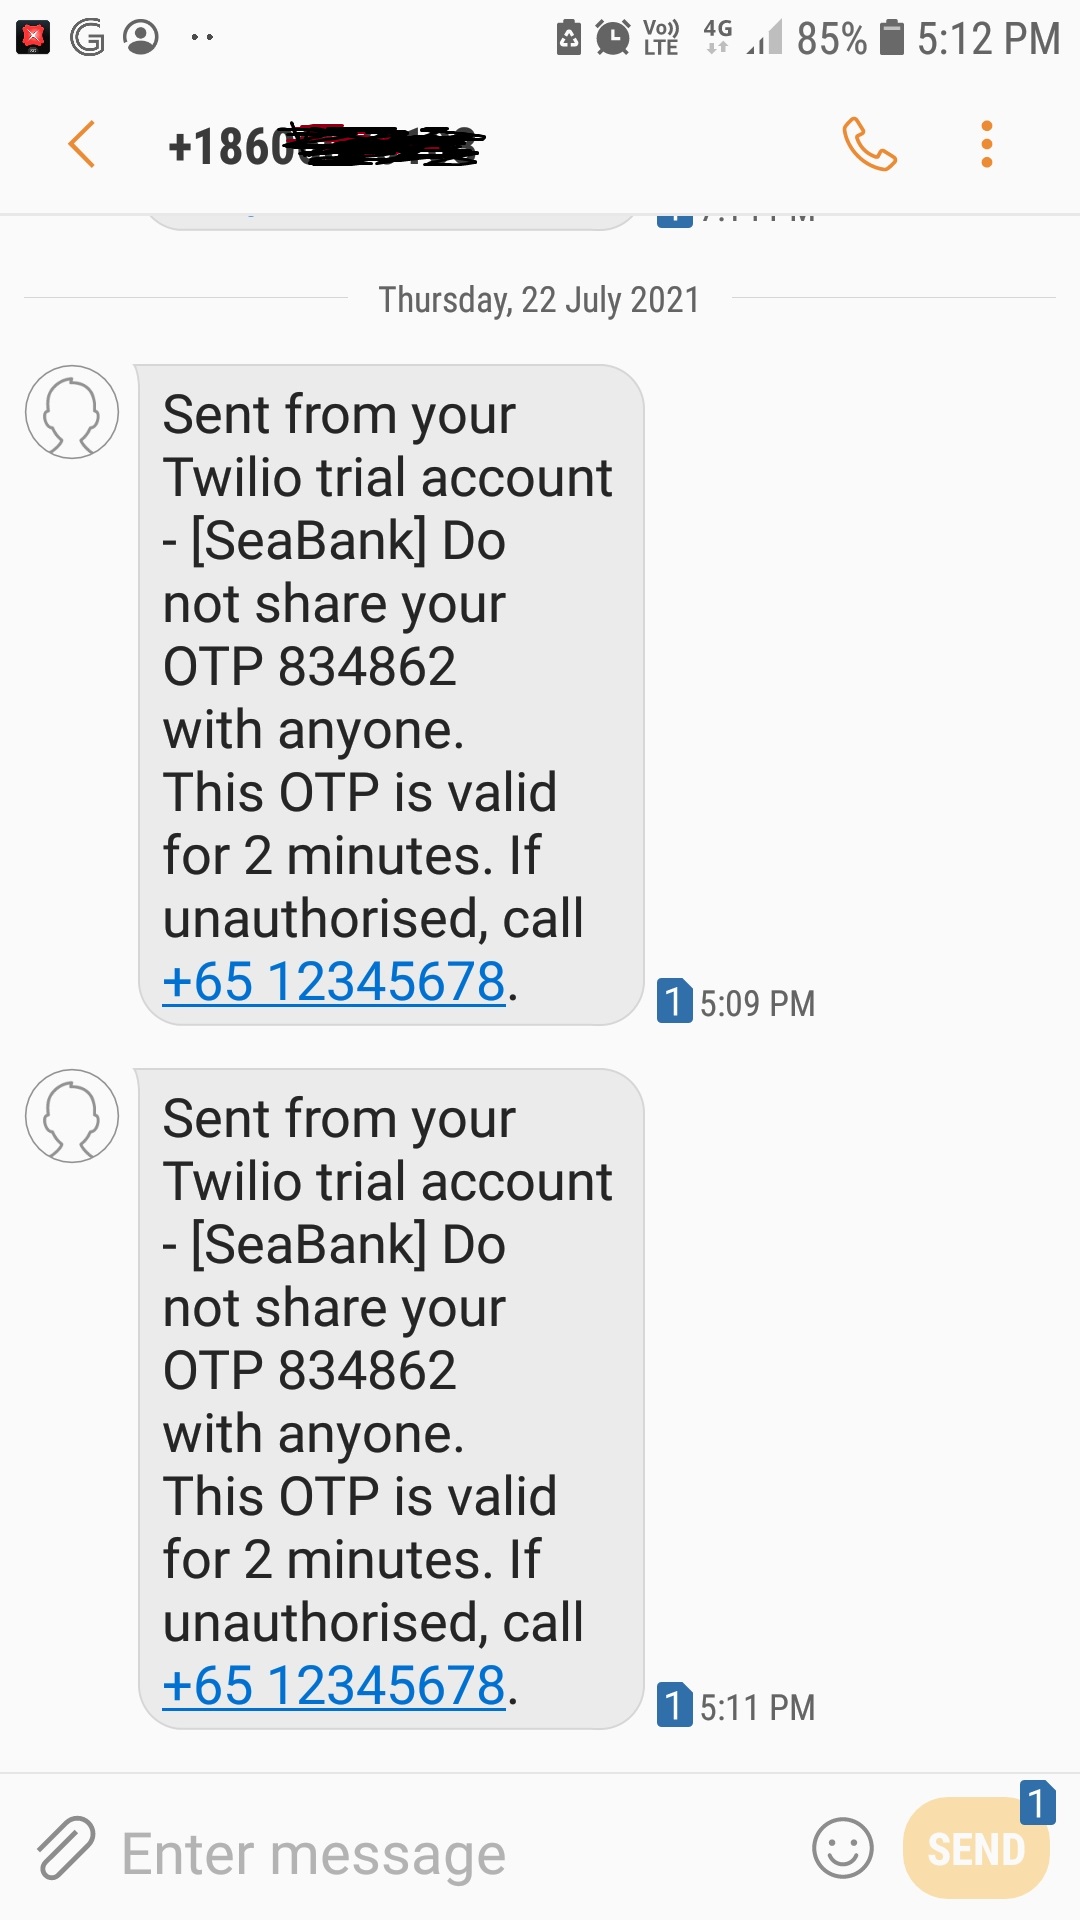 Vo)) LTE 4G 85% 5:12 PM
+1860
Thursday, 22 July 2021
Sent from your
Twilio trial account
- [SeaBank] Do
not share your
OTP 834862
with anyone.
This OTP is valid
for 2 minutes. If
unauthorised, call
+65 12345678.
1 5:09 PM
Sent from your
Twilio trial account
- [SeaBank] Do
not share your
OTP 834862
with anyone.
This OTP is valid
for 2 minutes. If
unauthorised, call
+65 12345678.
1 5:11 PM
Enter message
1
SEND